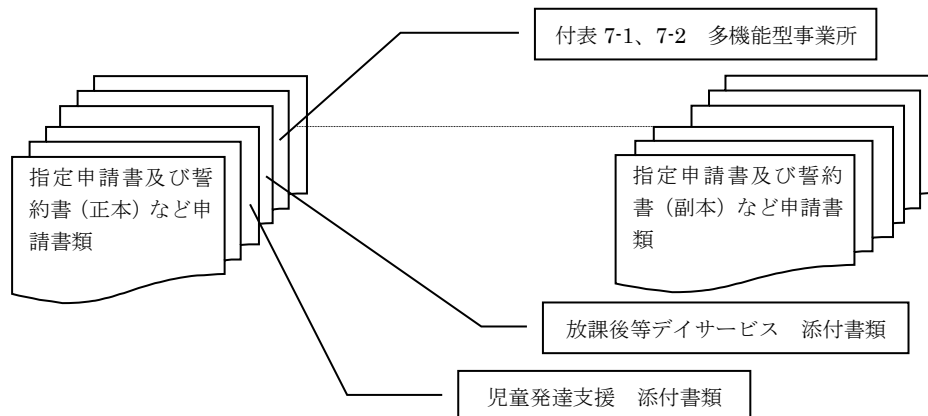 付表 7-1、7-2　多機能型事業所
指定申請書及び誓
約書（正本）など申
請書類
指定申請書及び誓約
書（副本）など申請書
類
放課後等デイサービス　添付書類
児童発達支援　添付書類